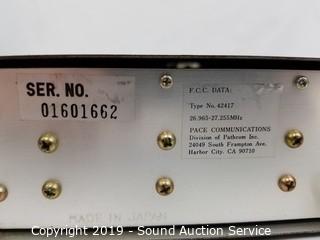 SER. NO.
01601662
F.C.C. DATA:
Type No. 42417
26.965-27.255MHz
PACE COMMUNICATIONS
Division of Pathcom Inc.
24049 South Frampton Ave.
Harbor City, CA 90710
MADE IN JAPAN
Copyright 2019 - Sound Auction Service